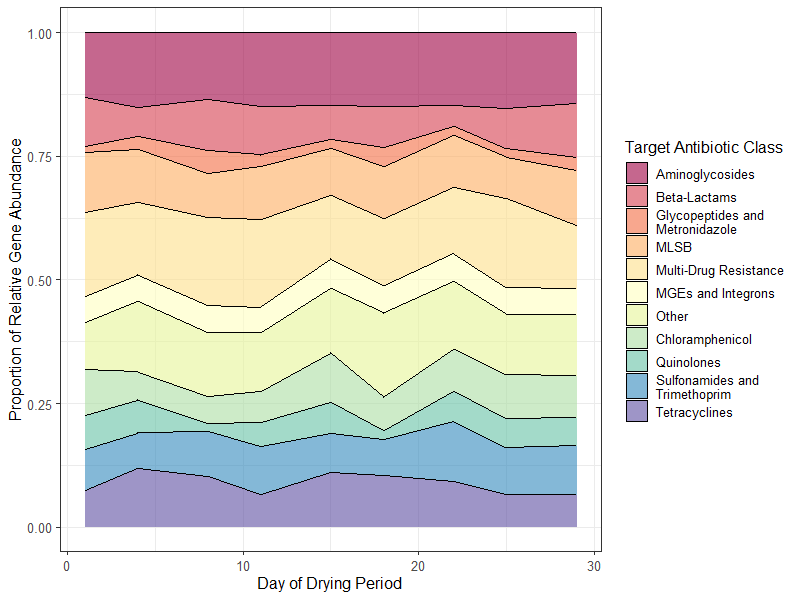 Proportion of Relative Gene Abundance
1.00
0.75
0.50
0.25
0.00
0
10
20
30
Day of Drying Period
Target Antibiotic Class
Aminoglycosides
Beta-Lactams
Glycopeptides and
Metronidazole
MLSB
Multi-Drug Resistance
MGEs and Integrons
Other
Chloramphenicol
Quinolones
Sulfonamides and
Trimethoprim
Tetracyclines